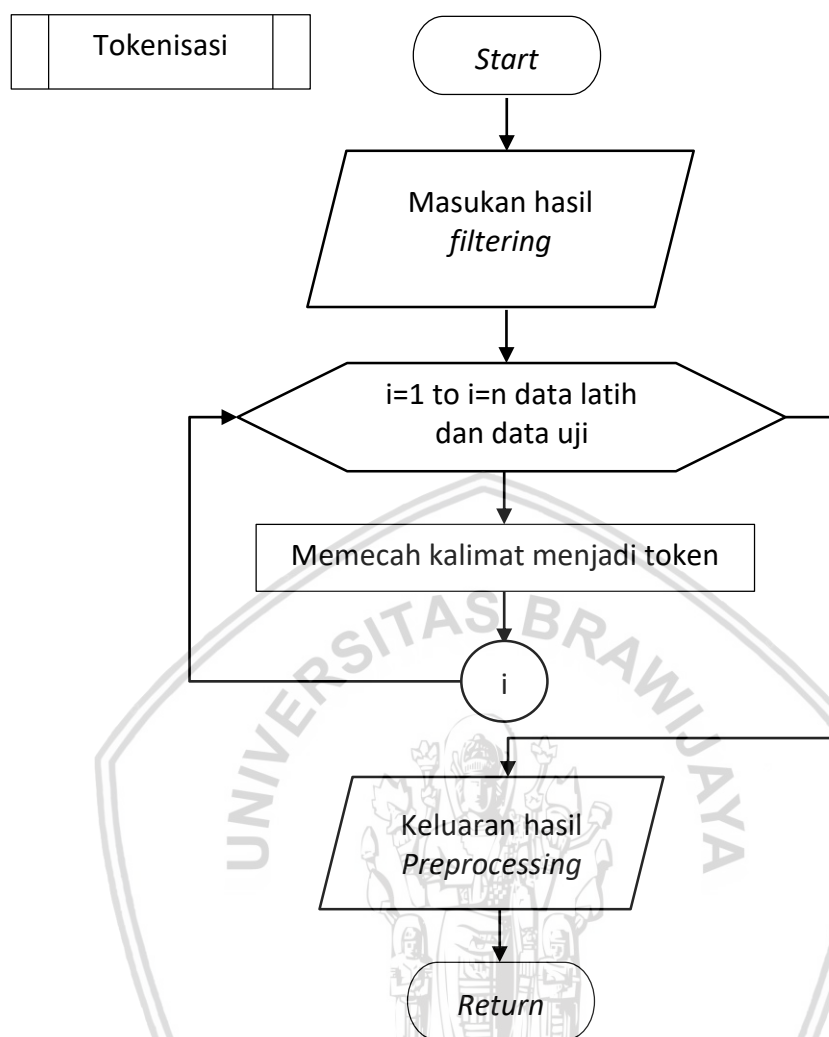 Tokenisasi
Start
Masukan hasil
filtering
i=1 to i=n data latih
dan data uji
Memecah kalimat menjadi token
i
Keluaran hasil
Preprocessing
Return
UNIVERSITAS BRAWIJAYA